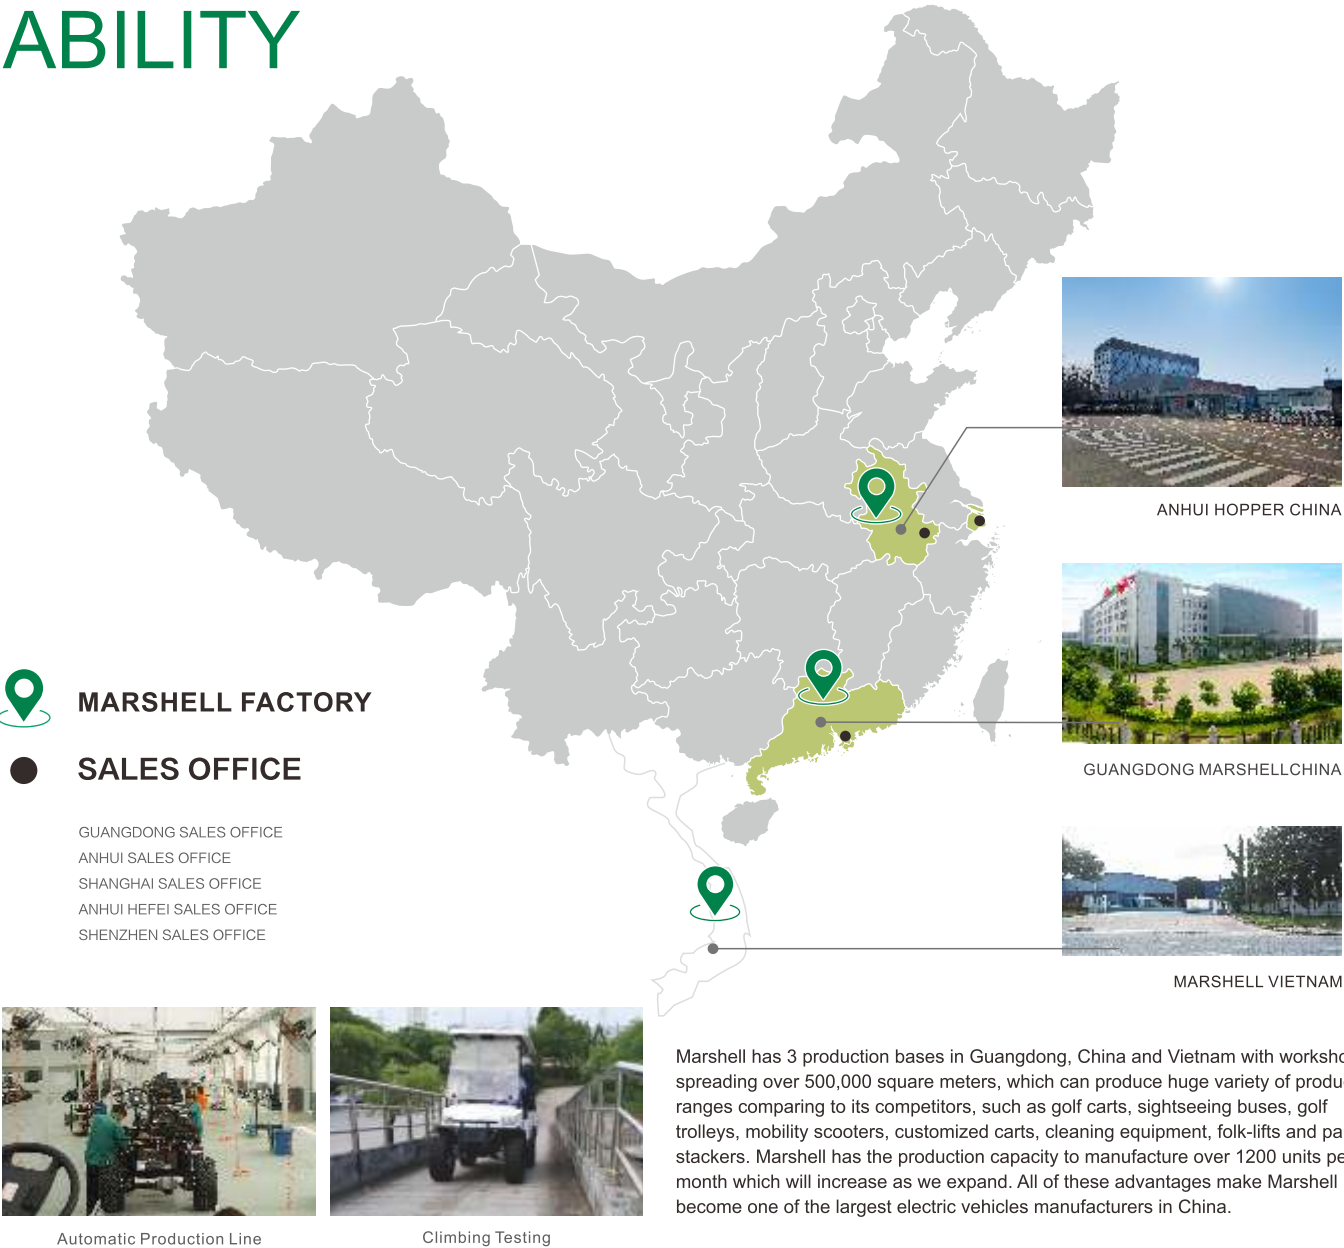 ABILITY
ANHUI HOPPER CHINA
GUANGDONG MARSHELLCHINA
MARSHELL FACTORY
SALES OFFICE
GUANGDONG SALES OFFICE
ANHUI SALES OFFICE
SHANGHAI SALES OFFICE
ANHUI HEFEI SALES OFFICE
SHENZHEN SALES OFFICE
MARSHELL VIETNAM
Automatic Production Line
Climbing Testing
Marshell has 3 production bases in Guangdong, China and Vietnam with worksho
spreading over 500,000 square meters, which can produce huge variety of produ
ranges comparing to its competitors, such as golf carts, sightseeing buses, golf
trolleys, mobility scooters, customized carts, cleaning equipment, folk-lifts and pa
stackers. Marshell has the production capacity to manufacture over 1200 units pe
month which will increase as we expand. All of these advantages make Marshell
become one of the largest electric vehicles manufacturers in China.